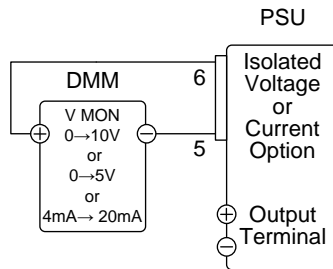 PSU
DMM
6
Isolated
Voltage
or
Current
Option
V MON
0→10V
or
0→5V
or
4mA→ 20mA
+
−
5
+
−
Output
Terminal